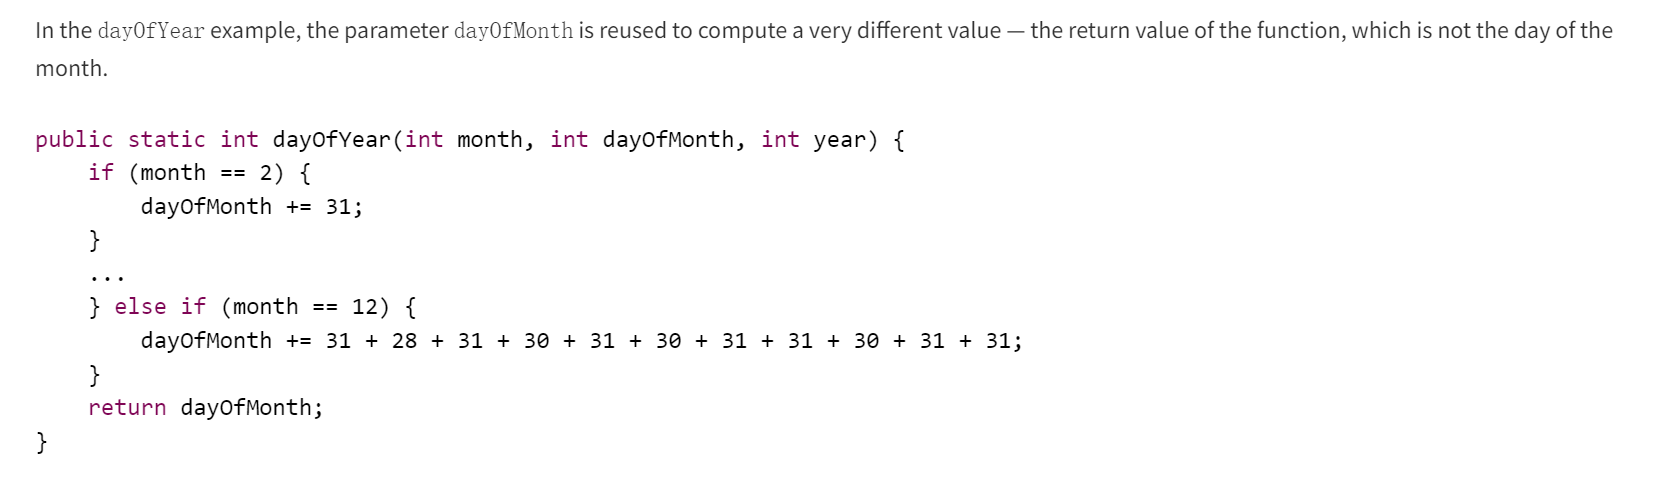 In the dayOfYear example, the parameter dayOfMonth is reused to compute a very different value — the return value of the function, which is not the day of the
month.
public static int dayOfYear(int month, int dayOfMonth, int year) {
    if (month == 2) {
        dayOfMonth += 31;
    }
    ...
    } else if (month == 12) {
        dayOfMonth += 31 + 28 + 31 + 30 + 31 + 30 + 31 + 31 + 30 + 31 + 31;
    }
    return dayOfMonth;
}